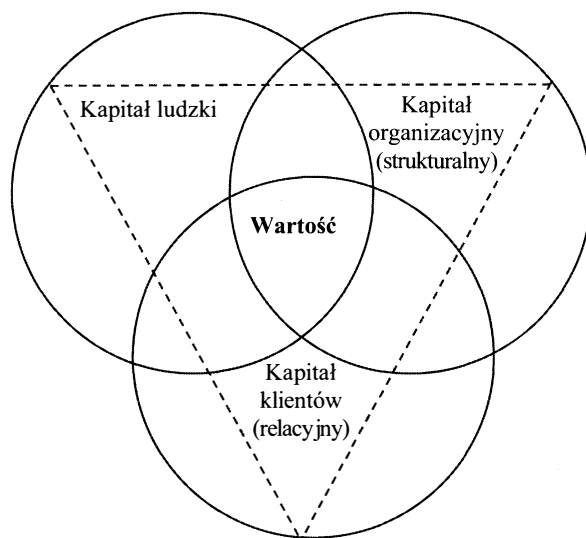 Kapitał ludzki
Kapitał
organizacyjny
(strukturalny)
Wartość
Kapitał
klientów
(relacyjny)